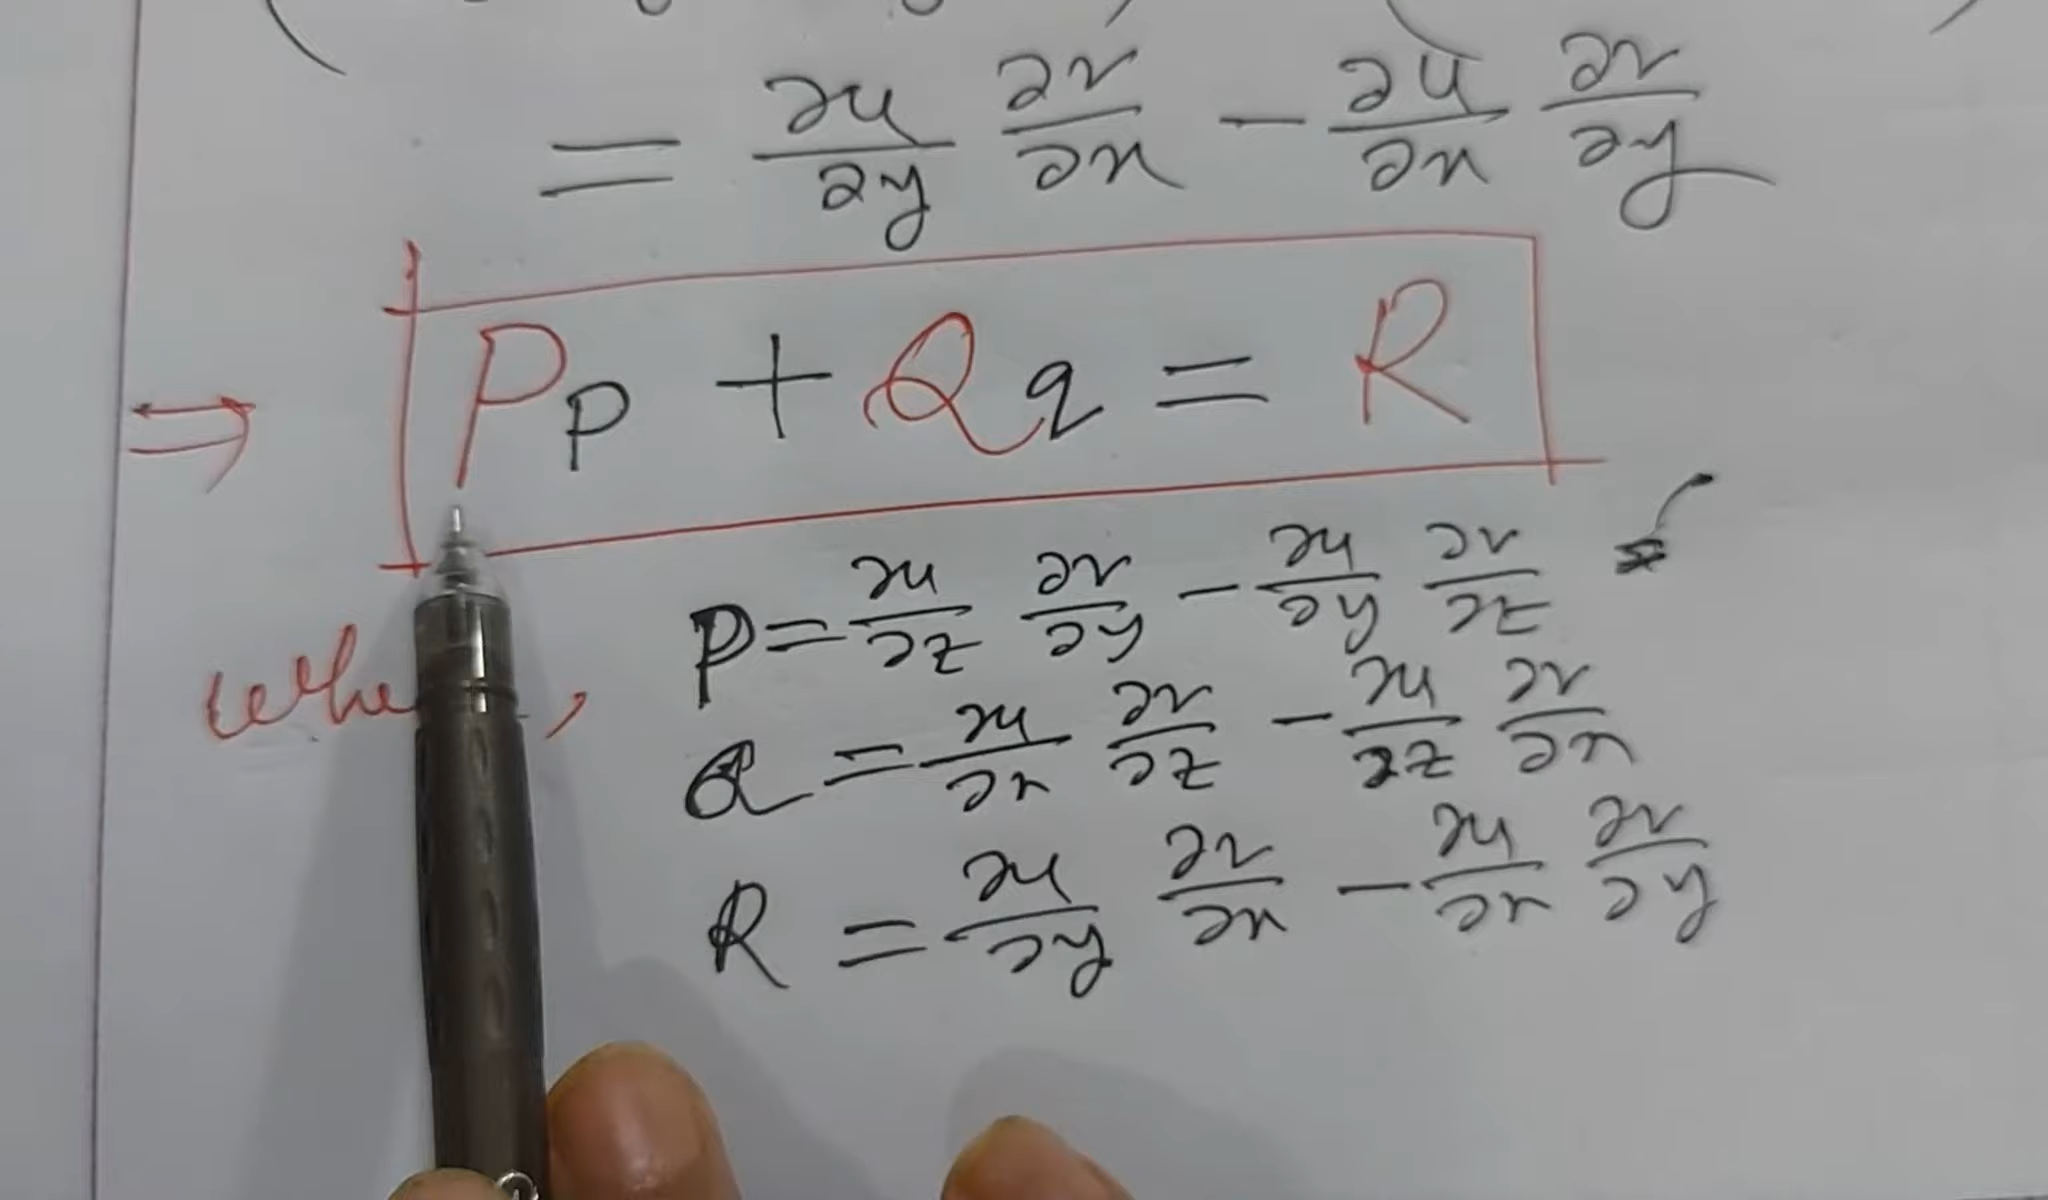 = ∂u/∂y ∂v/∂x − ∂u/∂x ∂v/∂y
⇒ Pp + Qq = R
P = ∂u/∂z ∂v/∂y − ∂u/∂y ∂v/∂z
Q = ∂u/∂x ∂v/∂z − ∂u/∂z ∂v/∂x
R = ∂u/∂y ∂v/∂x − ∂u/∂x ∂v/∂y